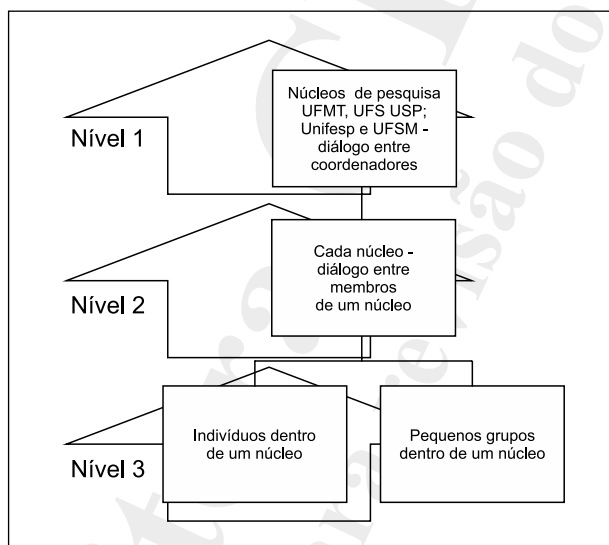 Núcleos de pesquisa
UFMT, UFS USP;
Unifesp e UFSM -
diálogo entre
coordenadores
Nível 1
Cada núcleo -
diálogo entre
membros
de um núcleo
Nível 2
Indivíduos dentro
de um núcleo
Pequenos grupos
dentro de um núcleo
Nível 3